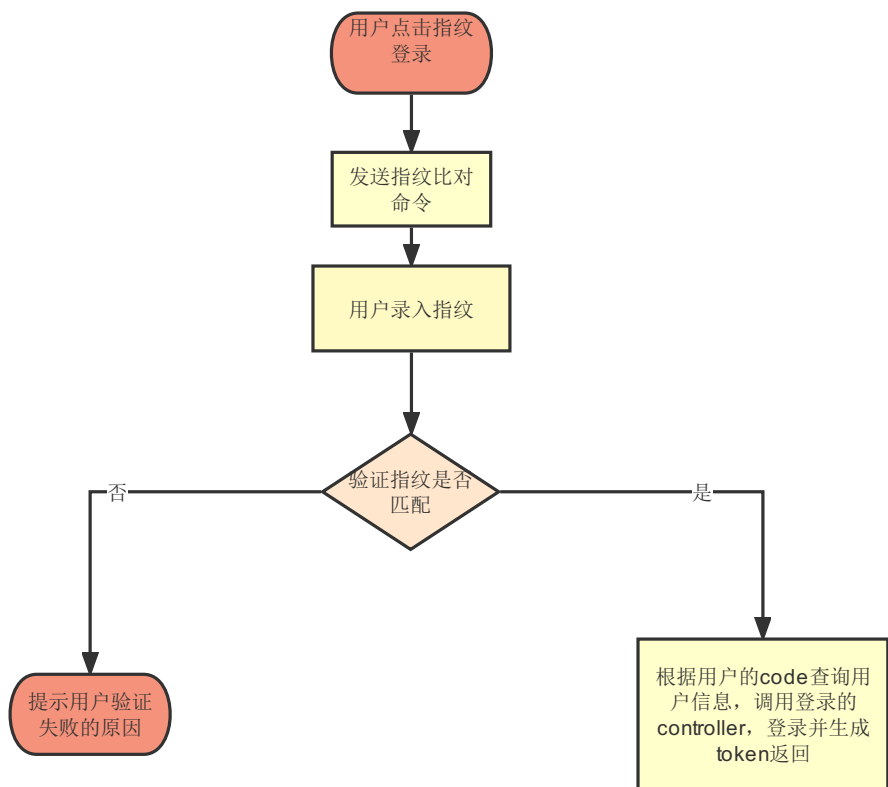 用户点击指纹
登录
发送指纹比对
命令
用户录入指纹
验证指纹是否
匹配
否
是
根据用户的code查询用
户信息，调用登录的
controller，登录并生成
token返回
提示用户验证
失败的原因